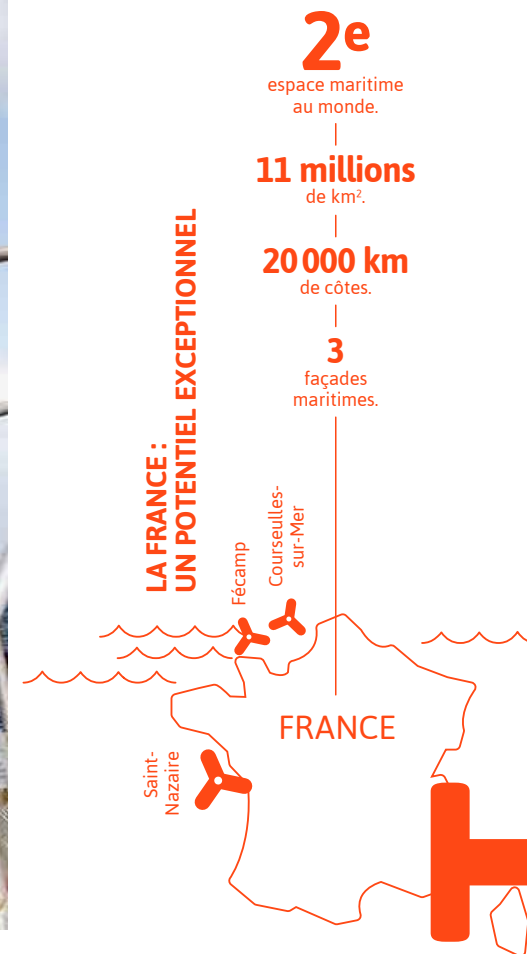 2e
espace maritime
au monde.
11 millions
de km².
20 000 km
de côtes.
3
façades
maritimes.
LA FRANCE :
UN POTENTIEL EXCEPTIONNEL
Fécamp
Courseulles-
sur-Mer
FRANCE
Saint-
Nazaire